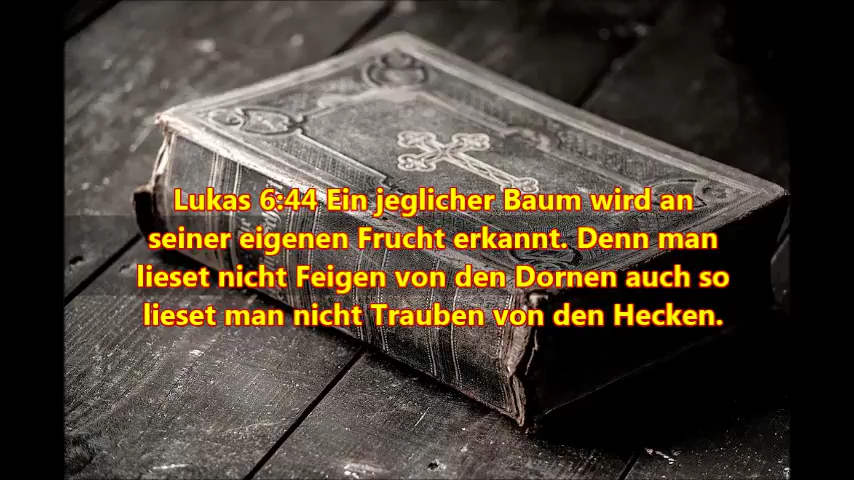 Lukas 6:44 Ein jeglicher Baum wird an
seiner eigenen Frucht erkannt. Denn man
lieset nicht Feigen von den Dornen auch so
lieset man nicht Trauben von den Hecken.